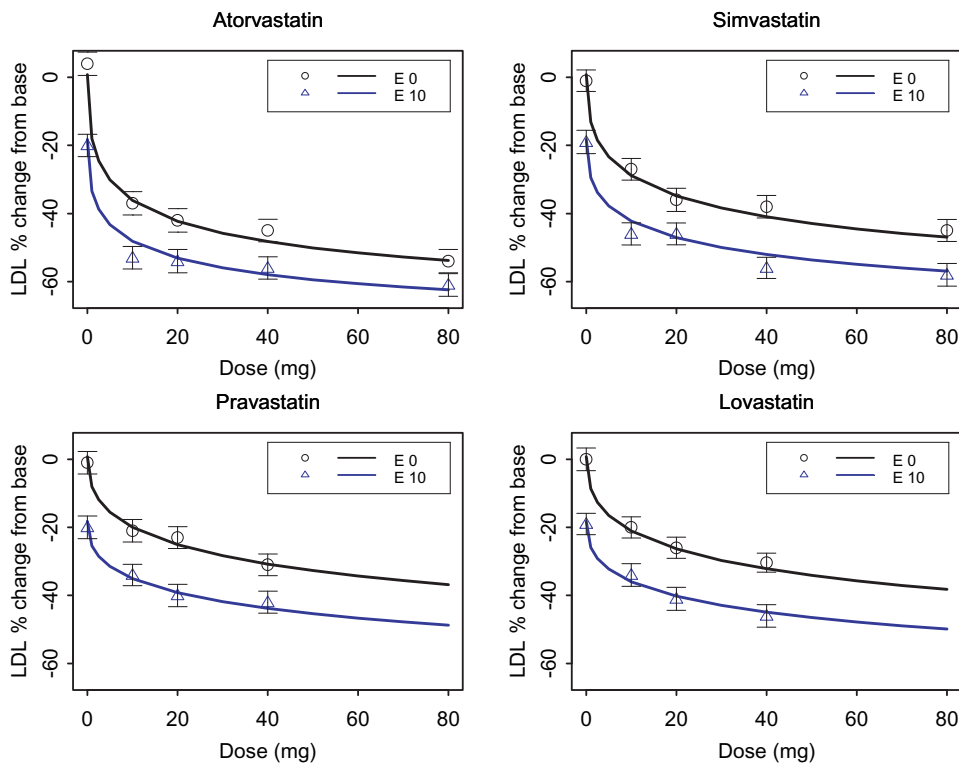 Atorvastatin
LDL % change from base
0
-20
-40
-60
E 0
E 10
0 20 40 60 80
Dose (mg)
Simvastatin
LDL % change from base
0
-20
-40
-60
E 0
E 10
0 20 40 60 80
Dose (mg)
Pravastatin
LDL % change from base
0
-20
-40
-60
E 0
E 10
0 20 40 60 80
Dose (mg)
Lovastatin
LDL % change from base
0
-20
-40
-60
E 0
E 10
0 20 40 60 80
Dose (mg)